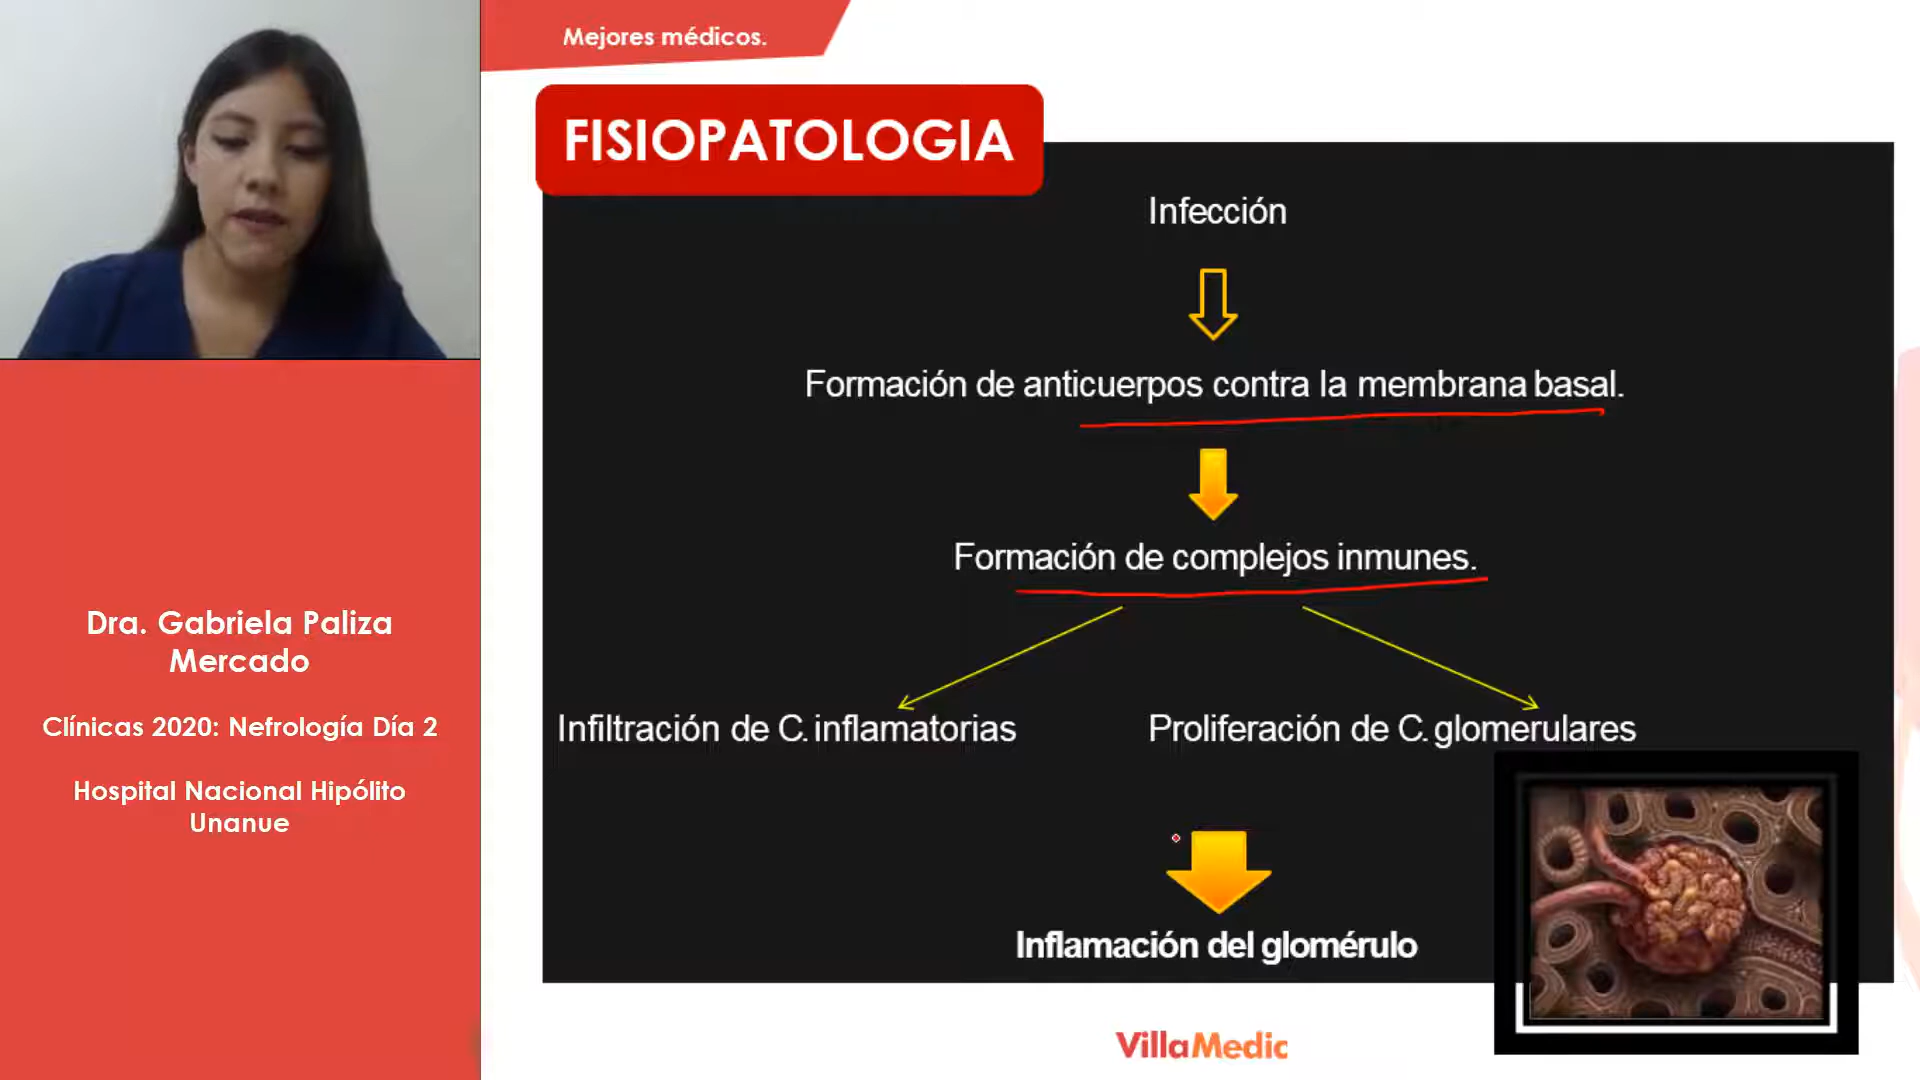 Mejores médicos.
FISIOPATOLOGIA
Infección
Formación de anticuerpos contra la membrana basal.
Formación de complejos inmunes.
Infiltración de C. inflamatorias
Proliferación de C. glomerulares
Inflamación del glomérulo
Dra. Gabriela Paliza
Mercado
Clínicas 2020: Nefrología Día 2
Hospital Nacional Hipólito
Unanue
VillaMedic